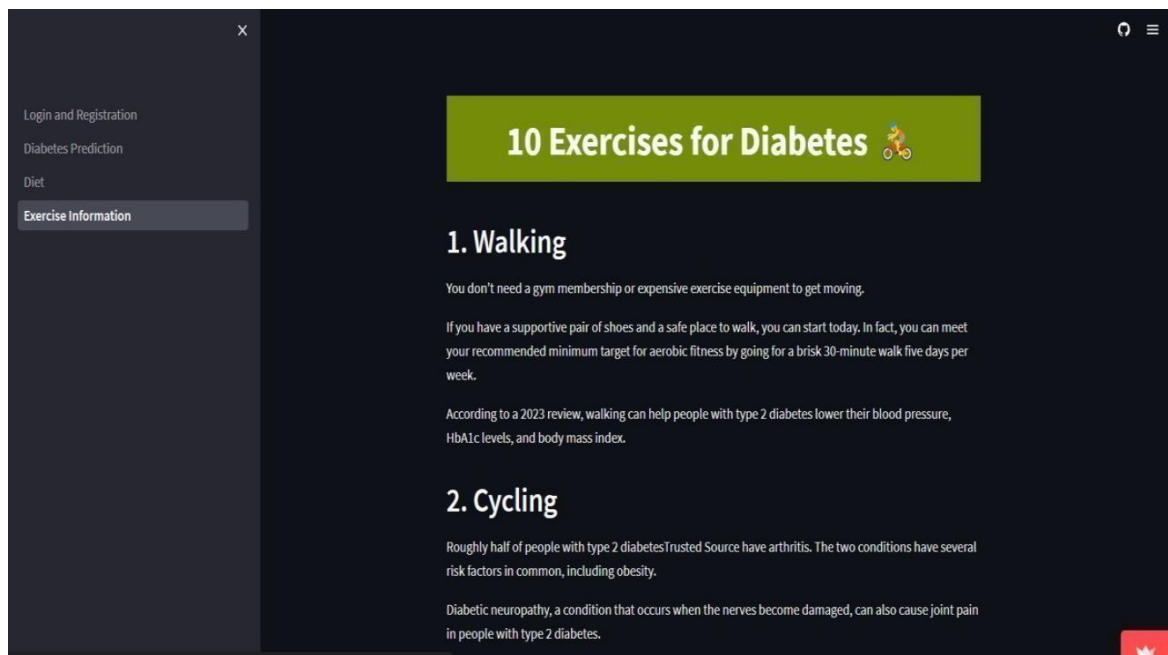 X
Login and Registration
Diabetes Prediction
Diet
Exercise Information
10 Exercises for Diabetes
1. Walking
You don't need a gym membership or expensive exercise equipment to get moving.
If you have a supportive pair of shoes and a safe place to walk, you can start today. In fact, you can meet
your recommended minimum target for aerobic fitness by going for a brisk 30-minute walk five days per
week.
According to a 2023 review, walking can help people with type 2 diabetes lower their blood pressure,
HbA1c levels, and body mass index.
2. Cycling
Roughly half of people with type 2 diabetesTrusted Source have arthritis. The two conditions have several
risk factors in common, including obesity.
Diabetic neuropathy, a condition that occurs when the nerves become damaged, can also cause joint pain
in people with type 2 diabetes.